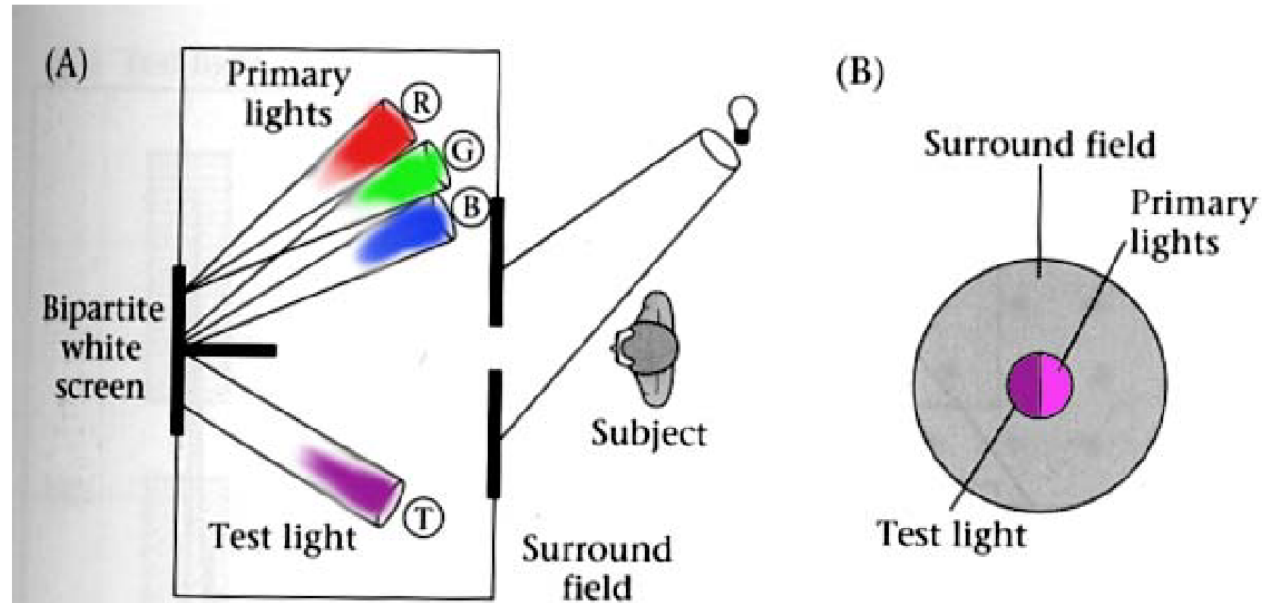 (A)
Primary
lights
R
G
B
Bipartite
white
screen
Test light
T
Subject
Surround
field
(B)
Surround field
Primary
lights
Test light